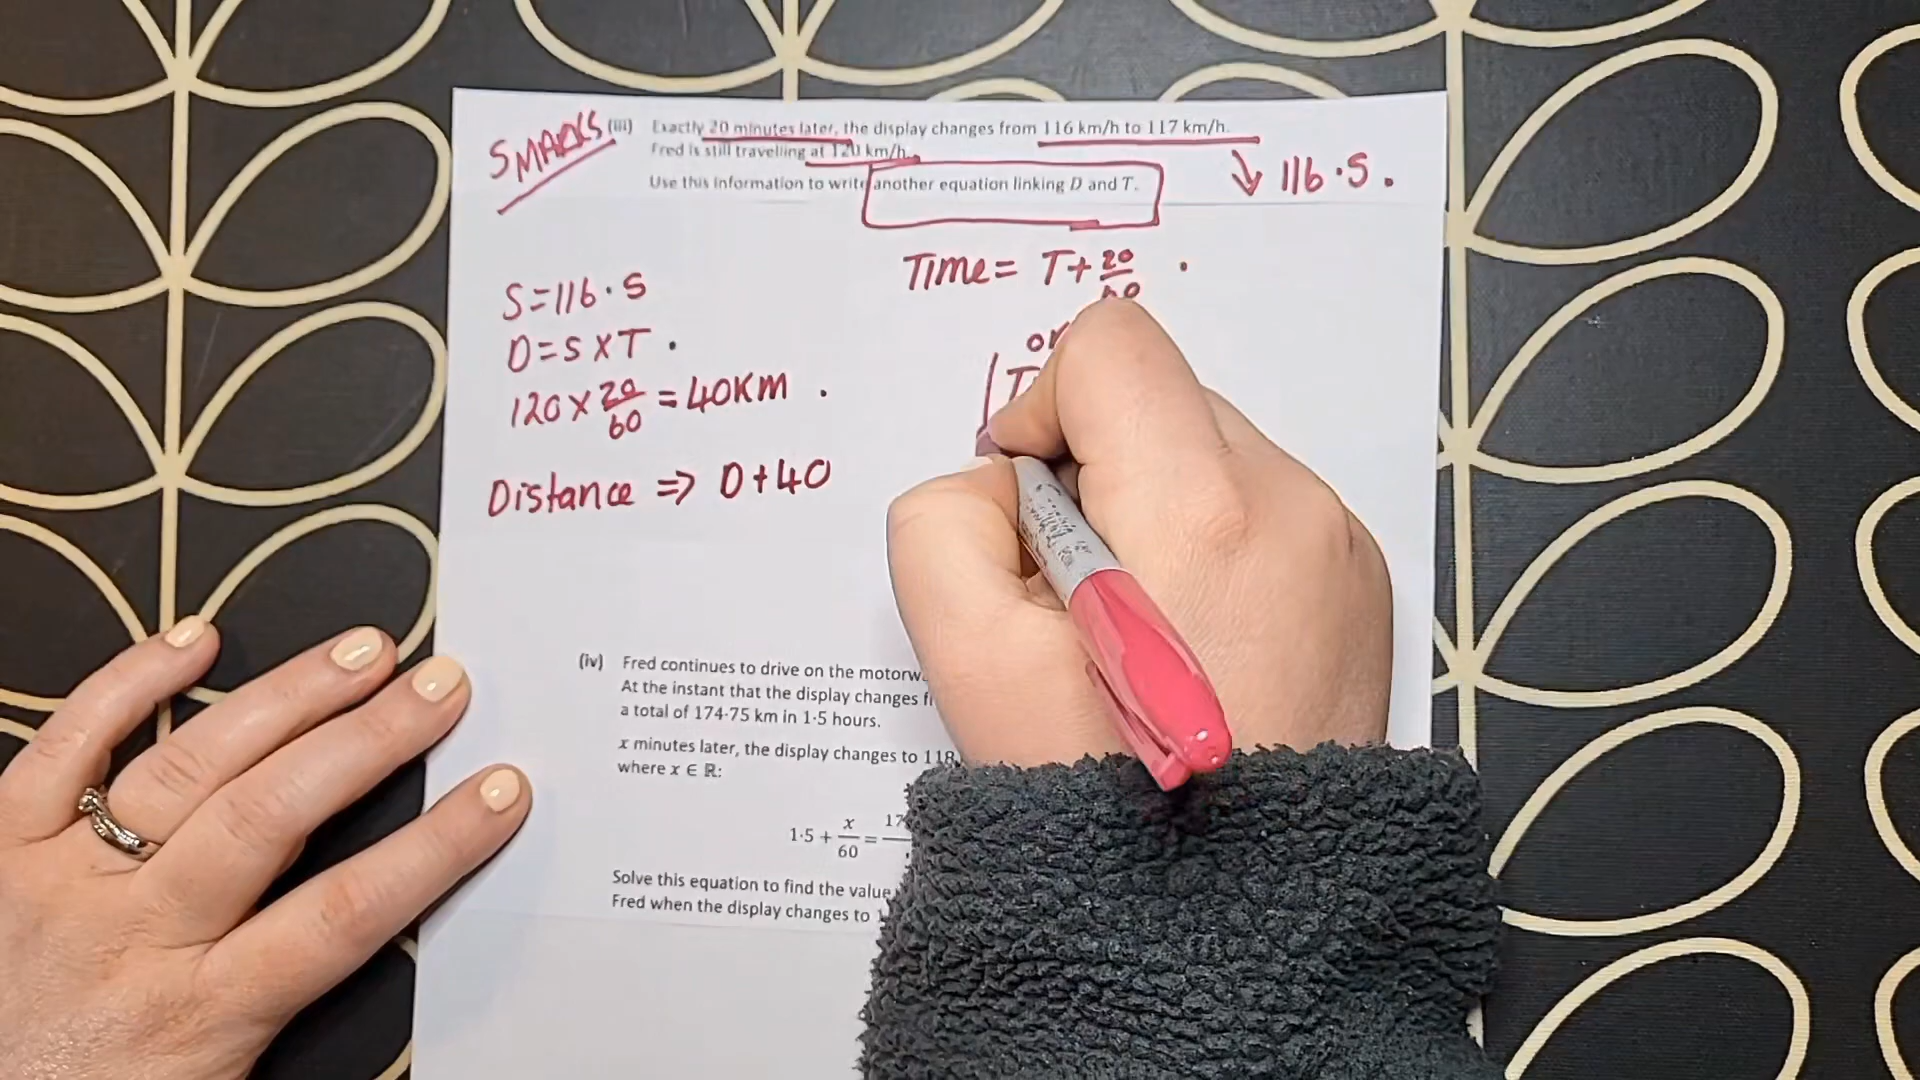 5MARKS
(iii) Exactly 20 minutes later, the display changes from 116 km/h to 117 km/h.
Fred is still travelling at 120 km/h.
Use this information to write another equation linking D and T.
↓ 116·5.
S=116·5
D=S×T.
120 × 20/60 = 40KM.
Distance ⇒ D+40
Time = T+ 20/60 .
or
(iv) Fred continues to drive on the
At the instant that the display changes
a total of 174·75 km in 1·5 hours.
x minutes later, the display changes to 118
where x ∈ ℝ:
1·5 + x/60 =
Solve this equation to find the value
Fred when the display changes to